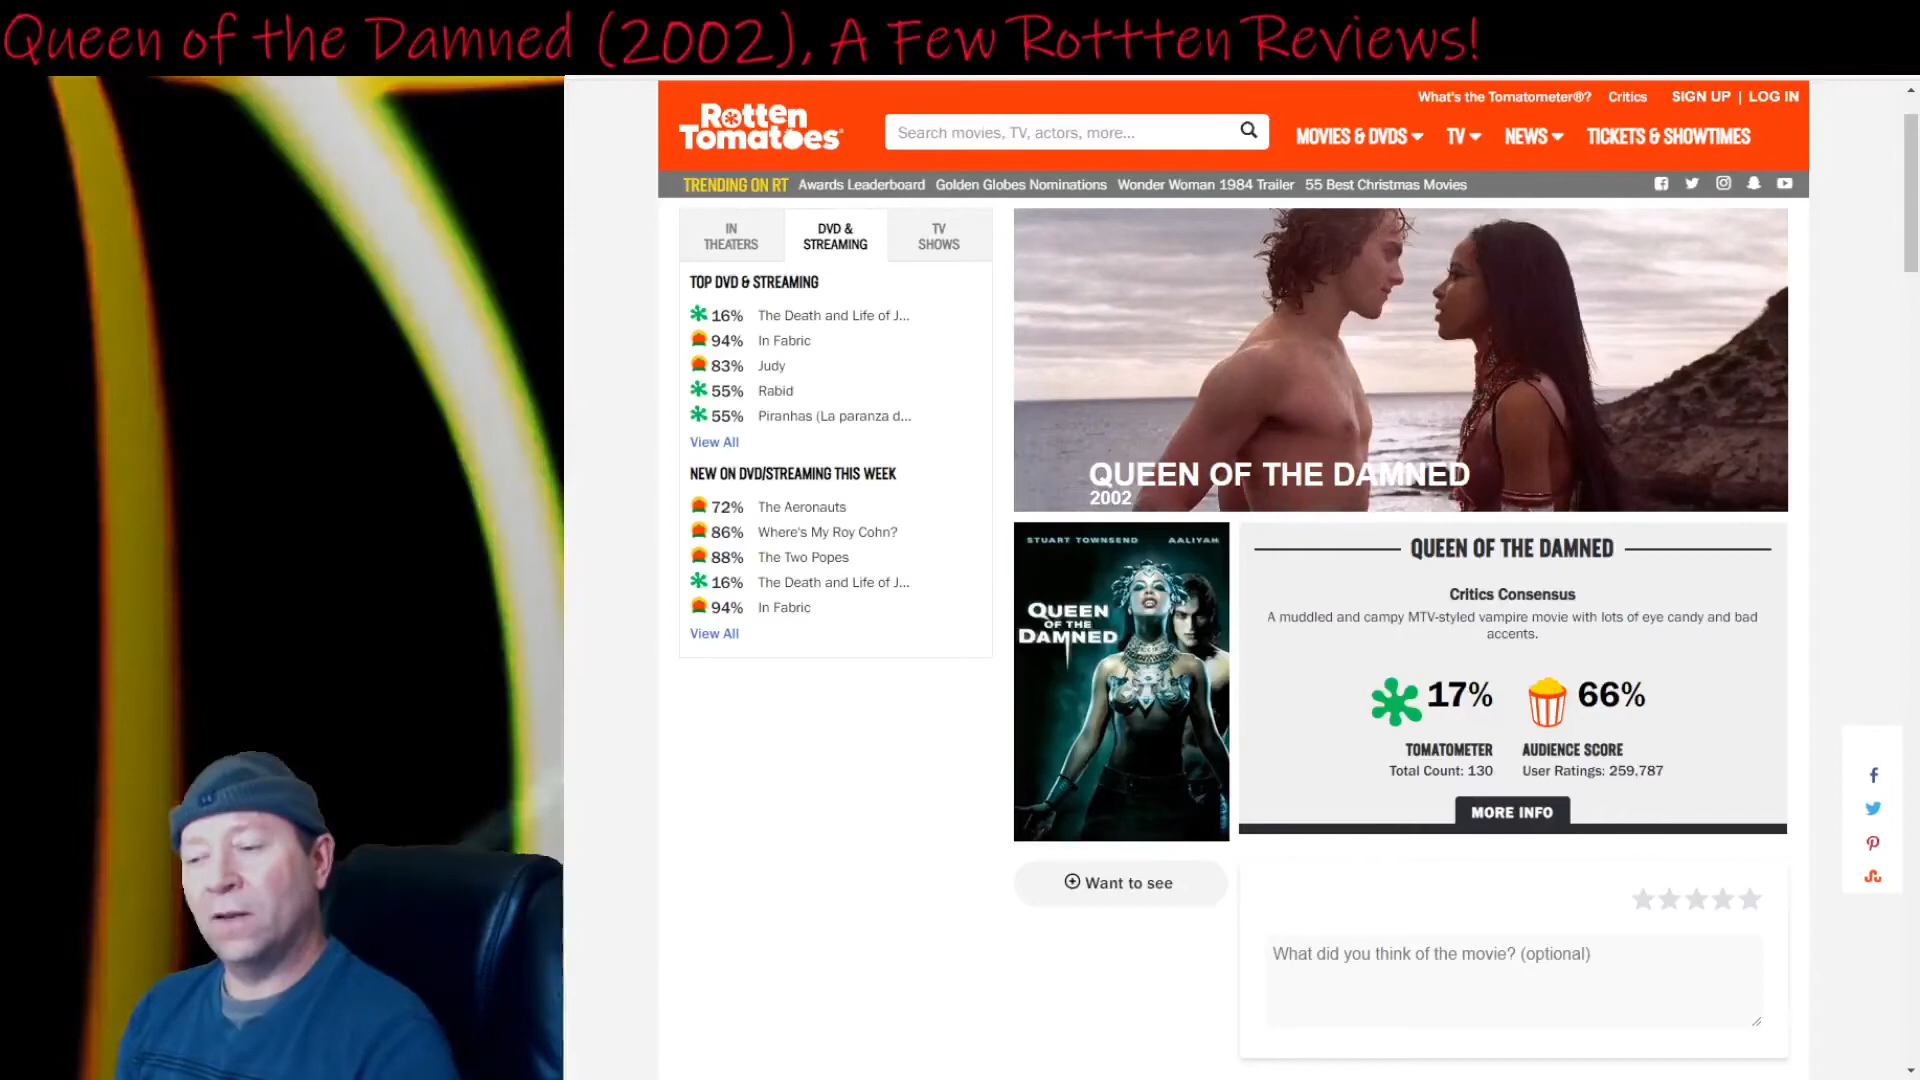 Queen of the Damned (2002), A Few Rottten Reviews!
What's the Tomatometer®? Critics SIGN UP | LOG IN
Rotten
Tomatoes
Search movies, TV, actors, more...
MOVIES & DVDS TV NEWS TICKETS & SHOWTIMES
TRENDING ON RT Awards Leaderboard Golden Globes Nominations Wonder Woman 1984 Trailer 55 Best Christmas Movies
IN
THEATERS
DVD &
STREAMING
TV
SHOWS
TOP DVD & STREAMING
16% The Death and Life of J...
94% In Fabric
83% Judy
55% Rabid
55% Piranhas (La paranza d...
View All
NEW ON DVD/STREAMING THIS WEEK
72% The Aeronauts
86% Where's My Roy Cohn?
88% The Two Popes
16% The Death and Life of J...
94% In Fabric
View All
QUEEN OF THE DAMNED
2002
STUART TOWNSEND AALIYAH
QUEEN
OF THE
DAMNED
QUEEN OF THE DAMNED
Critics Consensus
A muddled and campy MTV-styled vampire movie with lots of eye candy and bad
accents.
17% 66%
TOMATOMETER AUDIENCE SCORE
Total Count: 130 User Ratings: 259,787
MORE INFO
Want to see
What did you think of the movie? (optional)